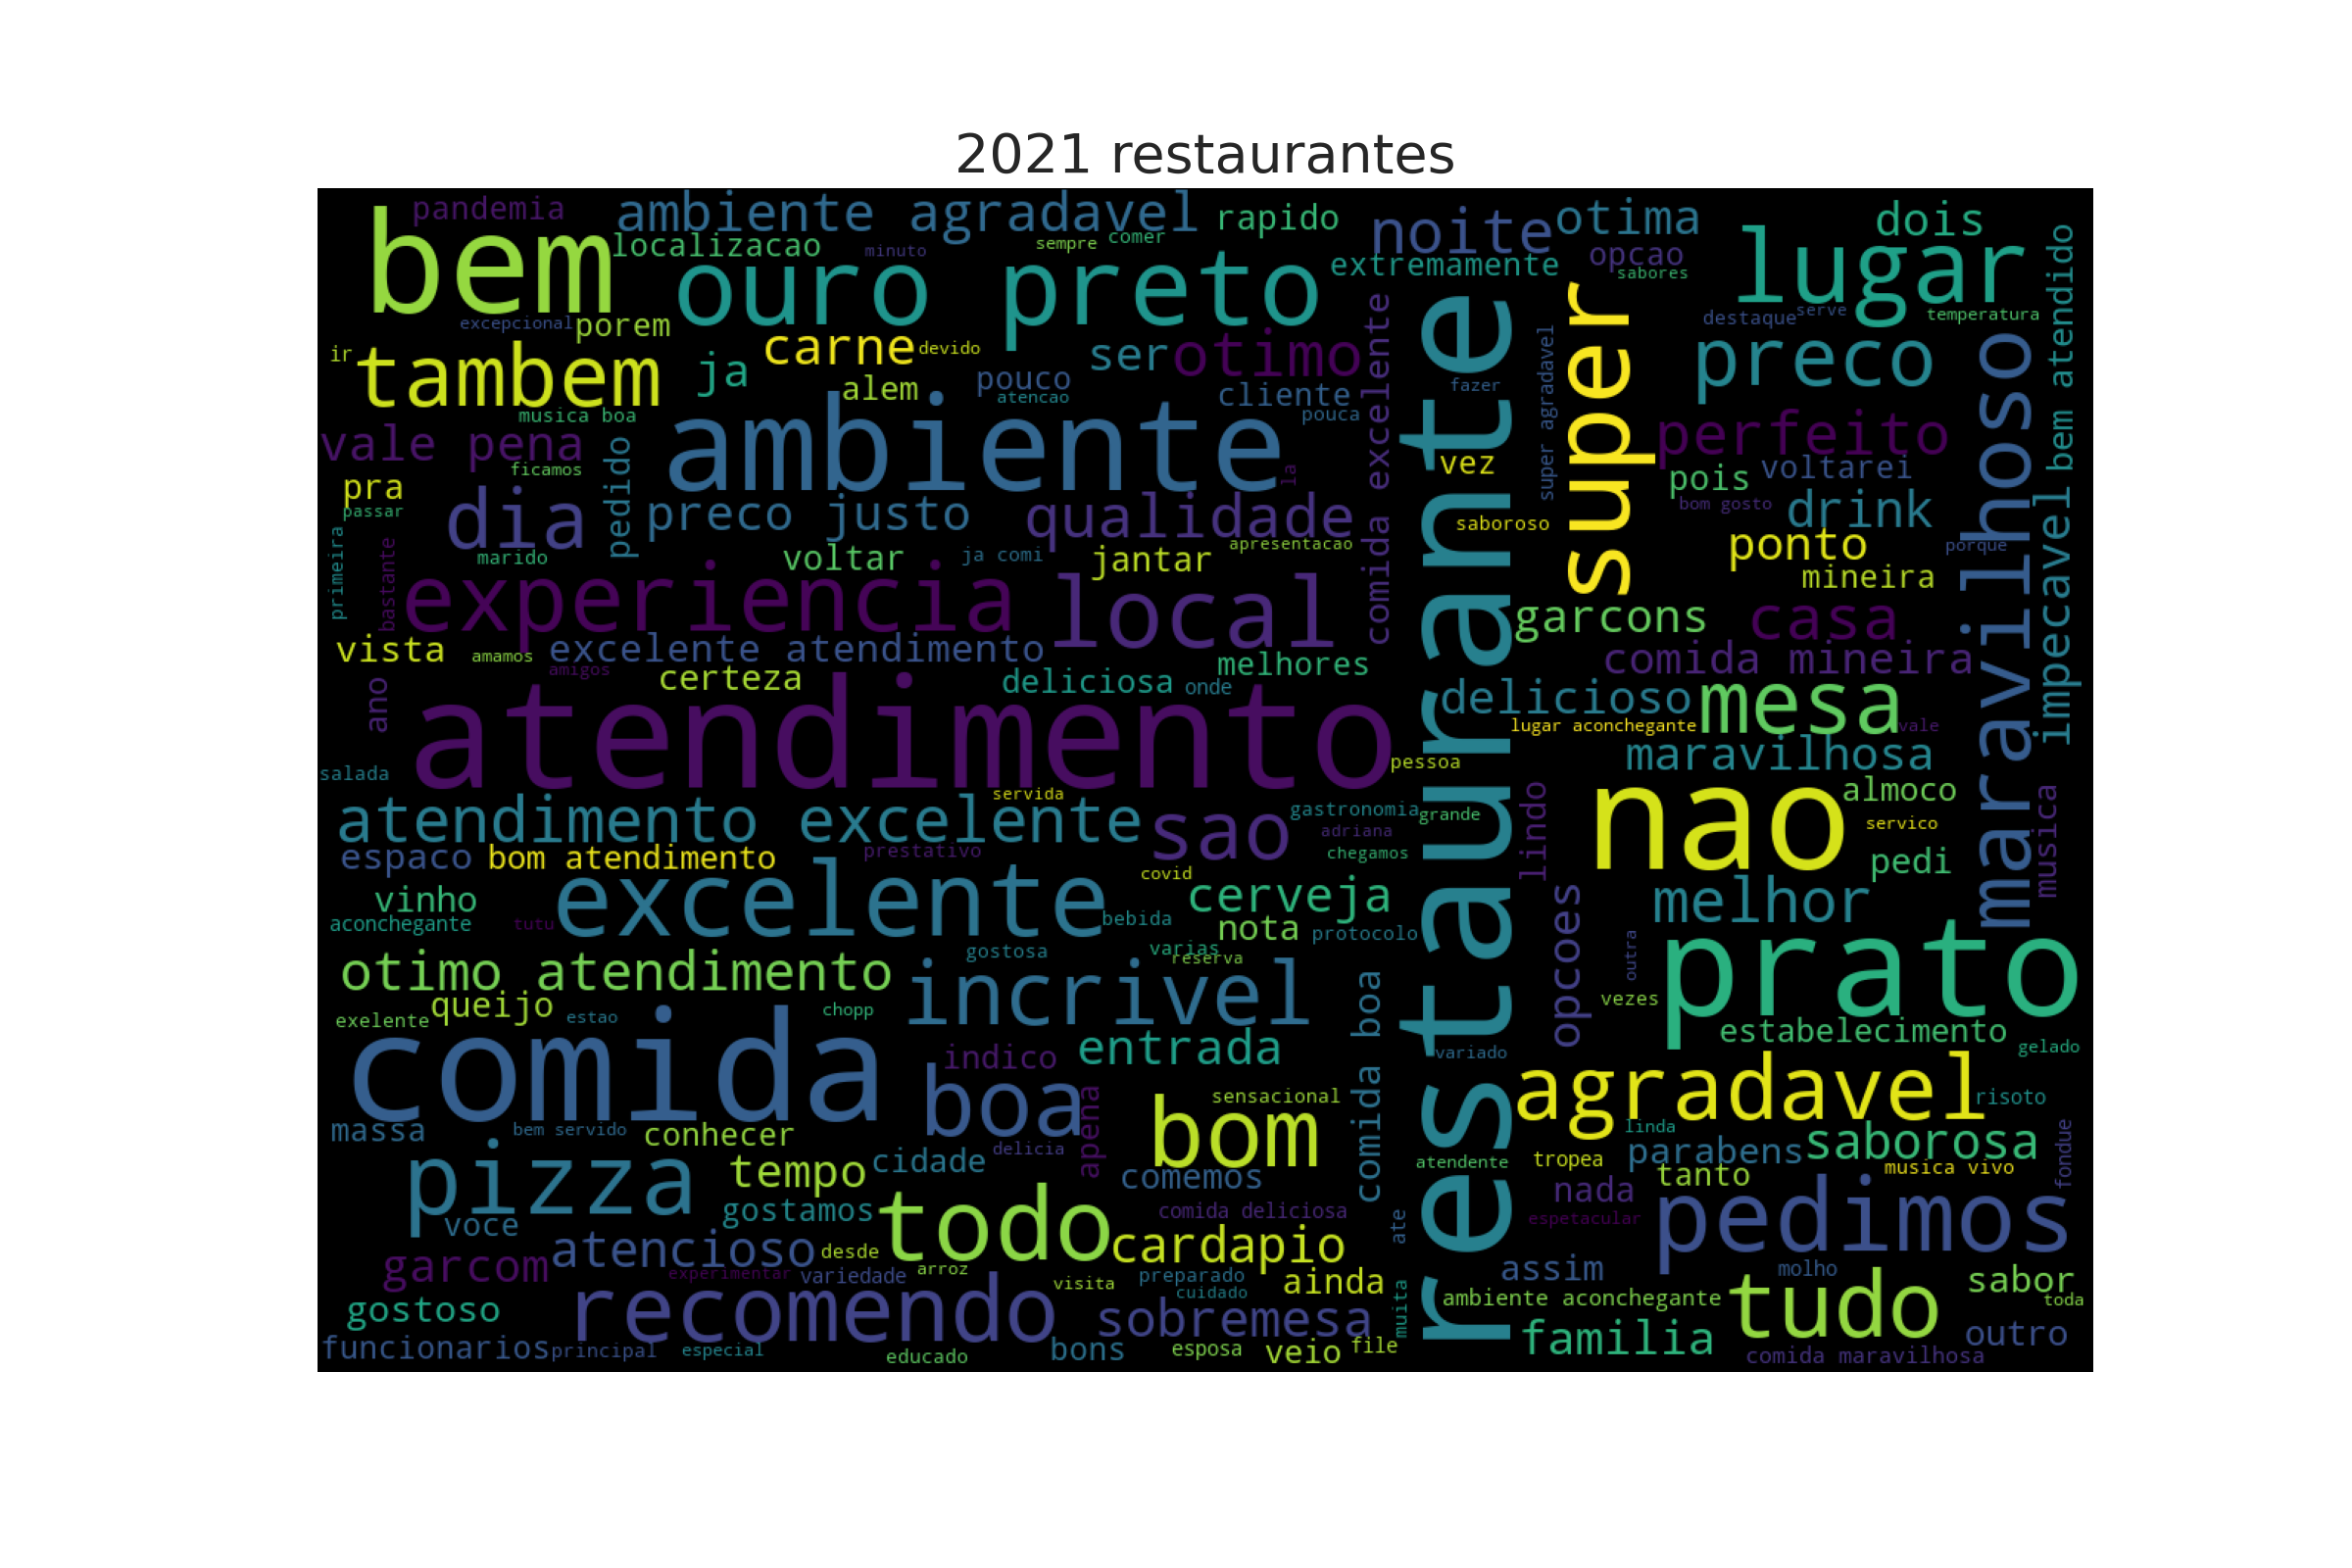 2021 restaurantes
pandemia
ambiente agradavel
rapido
noite
otima
dois
bem
localizacao
minuto
sempre
comer
ouro preto
extremamente
opcao
sabores
lugar
bem atendido
excepcional
porem
destaque
serve
temperatura
ir
tambem
ja
carne
devido
alem
pouco
atencao
ser
otimo
cliente
pouca
comida excelente
restaurante
fazer
super agradavel
super
preco
maravilhoso
musica boa
vale pena
ficamos
pra
passar
pedido
ambiente
la
vez
perfeito
pois
voltarei
bom gosto
drink
dia
preco justo
qualidade
saboroso
primeira
bastante
marido
voltar
ja comi
jantar
apresentacao
ponto
porque
mineira
impecavel
experiencia
local
garcons
casa
vista
amamos
excelente atendimento
amigos
certeza
deliciosa
onde
melhores
comida mineira
ano
delicioso
mesa
lugar aconchegante
vale
atendimento
pessoa
maravilhosa
salada
servida
atendimento excelente
sao
gastronomia
grande
adriana
chegamos
lindo
nao
almoco
servico
musica
espaco
bom atendimento
prestativo
covid
pedi
vinho
aconchegante
tutu
excelente
bebida
cerveja
nota
protocolo
melhor
opcoes
otimo atendimento
gostosa
varias
reserva
outra
prato
queijo
exelente
estao
chopp
incrivel
vezes
comida boa
estabelecimento
gelado
comida
indico
entrada
variado
boa
apena
sensacional
bom
agradavel
risoto
massa
bem servido
conhecer
delicia
linda
parabens
saborosa
fondue
pizza
tempo
cidade
comemos
atendente
tropea
tanto
musica vivo
voce
gostamos
todo
comida deliciosa
ate
nada
espetacular
pedimos
garcom
atencioso
desde
cardapio
experimentar
variedade
arroz
visita
preparado
cuidado
ainda
assim
molho
sabor
toda
gostoso
recomendo
sobremesa
muita
ambiente aconchegante
tudo
funcionarios
principal
especial
educado
bons
esposa
veio
file
familia
outro
comida maravilhosa